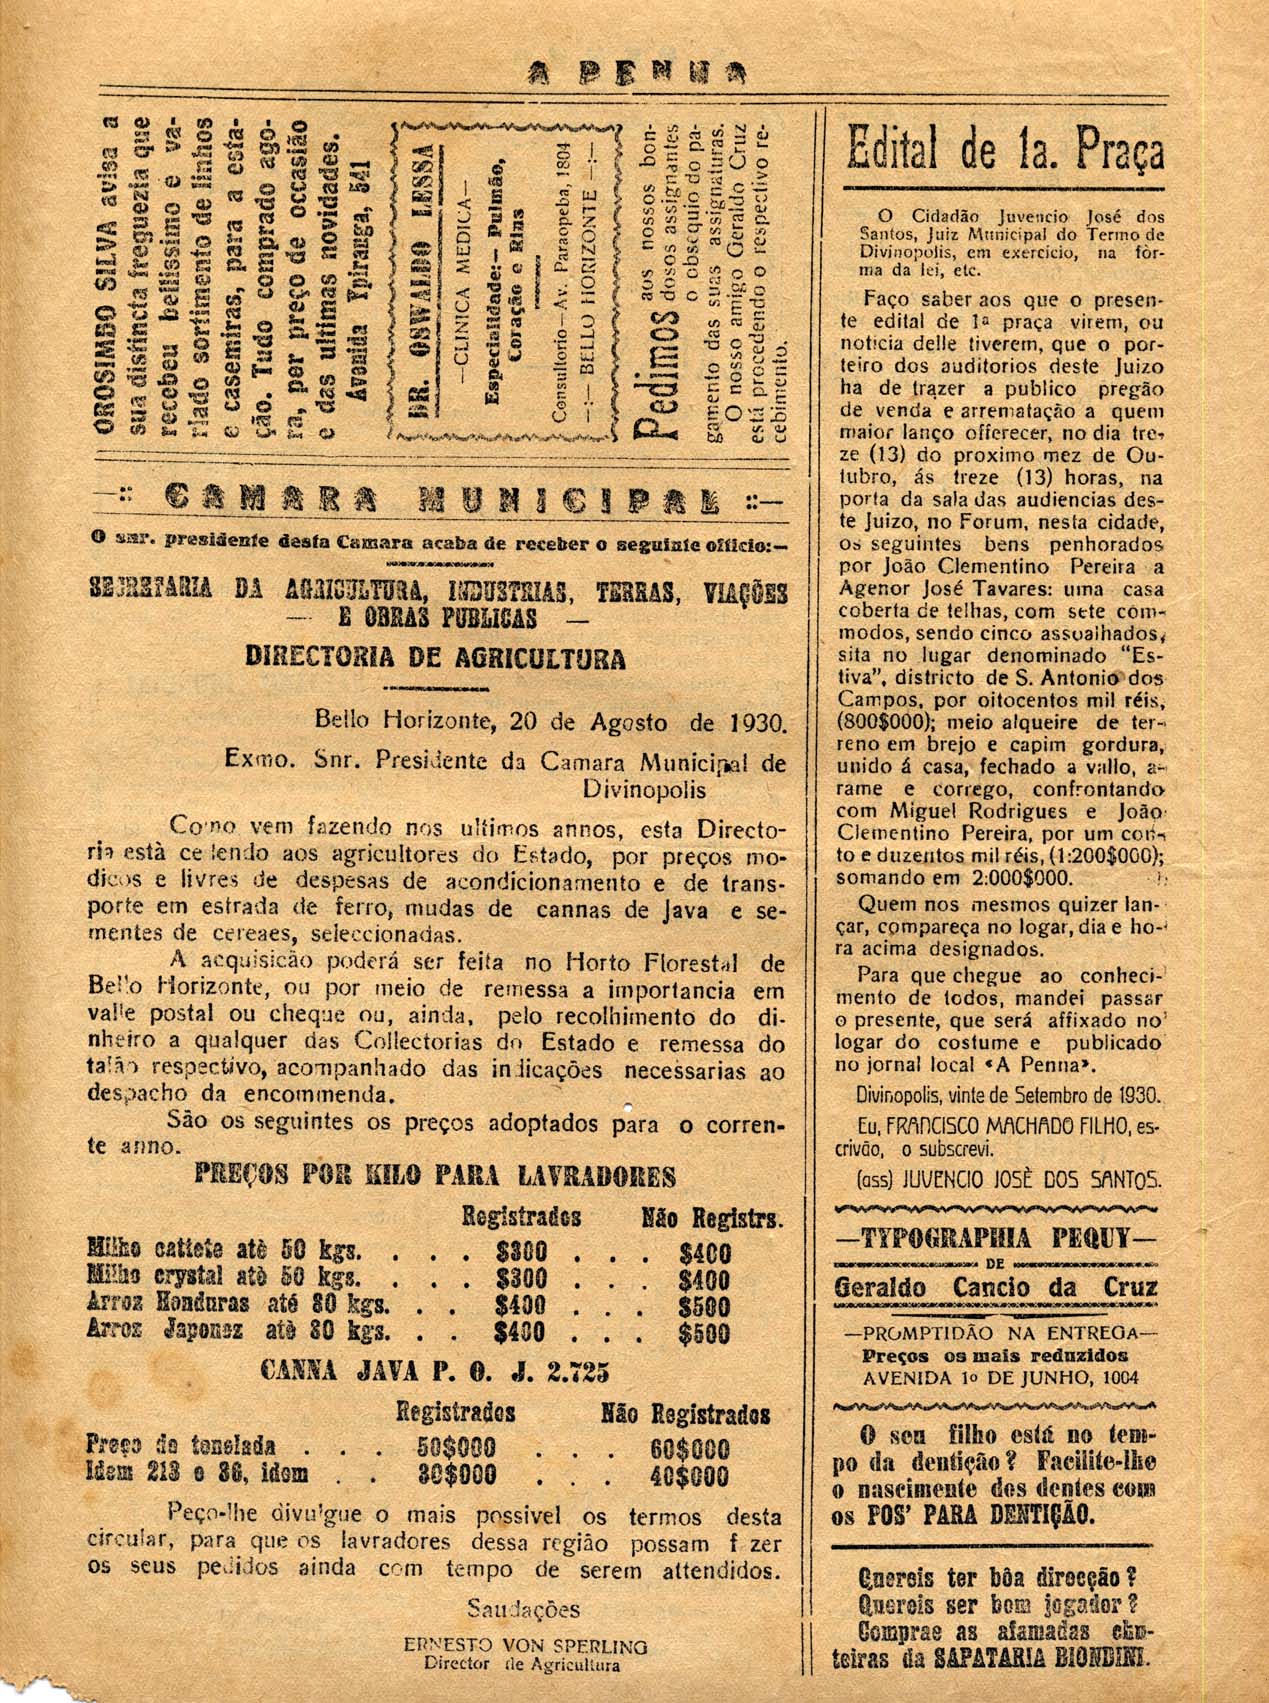 A PENHA
OROSIMBO SILVA avisa a
sua distincta freguezia que
recebeu bellissimo e va-
riado sortimento de linhos
e casemiras, para a esta-
ção. Tudo comprado ago-
ra, per preço de occasião
e das ultimas novidades.
Avenida Ypiranga, 541
DR. OSWALDO LESSA
—CLINICA MEDICA—
Especialidade:— Pulmão,
Coração e Rins
Consultorio—Av. Paraopeba, 1804
—:— BELLO HORIZONTE —:—
Pedimos aos nossos bon-
dosos assignantes
o obsequio do pa-
gamento das suas assignaturas.
O nosso amigo Geraldo Cruz
está procedendo o respectivo re-
cebimento.
—:: CAMARA MUNICIPAL ::—
O snr. presidente desta Camara acaba de receber o seguinte officio:—
SEJRETARIA DA AGRICULTURA, INDUSTRIAS, TERRAS, VIAÇÕES
— E OBRAS PUBLICAS —
DIRECTORIA DE AGRICULTURA
Bello Horizonte, 20 de Agosto de 1930.
Exmo. Snr. Presidente da Camara Municipal de
Divinopolis
Como vem fazendo nos ultimos annos, esta Directo-
ria està cedendo aos agricultores do Estado, por preços mo-
dicos e livres de despesas de acondicionamento e de trans-
porte em estrada de ferro, mudas de cannas de Java e se-
mentes de cereaes, seleccionadas.
A acquisicão poderá ser feita no Horto Florestal de
Bello Horizonte, ou por meio de remessa a importancia em
valle postal ou cheque ou, ainda, pelo recolhimento do di-
nheiro a qualquer das Collectorias do Estado e remessa do
talão respectivo, acompanhado das indicações necessarias ao
despacho da encommenda.
São os seguintes os preços adoptados para o corren-
te anno.
PREÇOS POR KILO PARA LAVRADORES
Registrados Não Registrs.
Milho cattete atè 50 kgs. . . . $300 . . . $400
Milho crystal atè 50 kgs. . . . $300 . . . $400
Arroz Honduras até 80 kgs. . . $400 . . . $500
Arroz Japonez atè 80 kgs. . . $400 . . . $500
CANNA JAVA P. O. J. 2.725
Registrados Não Registrados
Preço de tonelada . . . 50$000 . . . 60$000
Idem 213 e 36, idem . . 30$000 . . . 40$000
Peço-lhe divulgue o mais possivel os termos desta
circular, para que os lavradores dessa região possam f zer
os seus pedidos ainda com tempo de serem attendidos.
Saudações
ERNESTO VON SPERLING
Director de Agricultura
Edital de 1a. Praça
O Cidadão Juvencio José dos
Santos, Juiz Municipal do Termo de
Divinopolis, em exercício, na fór-
ma da lei, etc.
Faço saber aos que o presen-
te edital de 1ª praça virem, ou
noticia delle tiverem, que o por-
teiro dos auditorios deste Juizo
ha de trazer a publico pregão
de venda e arrematação a quem
maior lanço offerecer, no dia tre-
ze (13) do proximo mez de Ou-
tubro, ás treze (13) horas, na
porta da sala das audiencias des-
te Juizo, no Forum, nesta cidade,
os seguintes bens penhorados
por João Clementino Pereira a
Agenor José Tavares: uma casa
coberta de telhas, com sete com-
modos, sendo cinco assoalhados,
sita no lugar denominado "Es-
tiva", districto de S. Antonio dos
Campos, por oitocentos mil réis,
(800$000); meio alqueire de ter-
reno em brejo e capim gordura,
unido á casa, fechado a vallo, a-
rame e corrego, confrontando
com Miguel Rodrigues e João
Clementino Pereira, por um con-
to e duzentos mil réis, (1:200$000);
somando em 2:000$000.
Quem nos mesmos quizer lan-
çar, compareça no logar, dia e ho-
ra acima designados.
Para que chegue ao conheci-
mento de todos, mandei passar
o presente, que será affixado no
logar do costume e publicado
no jornal local «A Penna».
Divinopolis, vinte de Setembro de 1930.
Eu, FRANCISCO MACHADO FILHO, es-
crivão, o subscrevi.
(ass) JUVENCIO JOSÈ DOS SANTOS.
—TYPOGRAPHIA PEQUY—
DE
Geraldo Cancio da Cruz
—PROMPTIDÃO NA ENTREGA—
Preços os mais reduzidos
AVENIDA 1º DE JUNHO, 1004
O seu filho está no tem-
po da dentição? Facilite-lhe
o nascimente dos dentes com
os POS' PARA DENTIÇÃO.
Quereis ter bôa direcção?
Quereis ser bom jogador?
Compras as afamadas chu-
teiras da SAPATARIA BIONDINI.